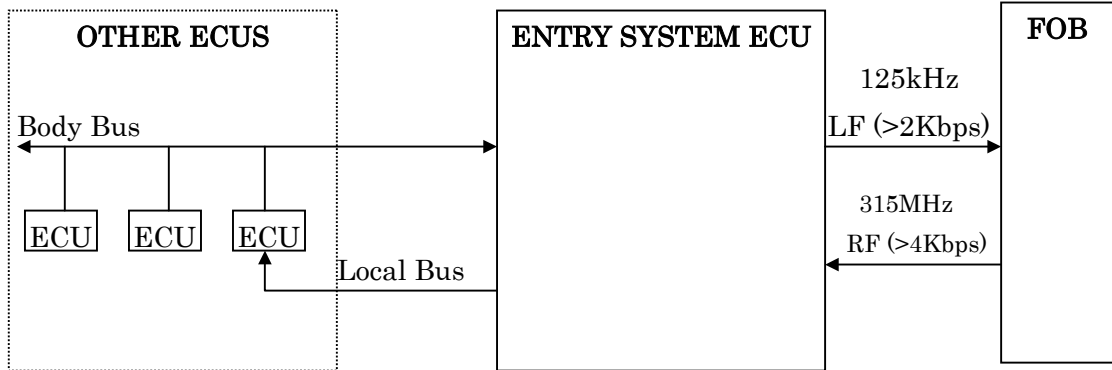 OTHER ECUS
ENTRY SYSTEM ECU
FOB
125kHz
LF (>2Kbps)
Body Bus
315MHz
RF (>4Kbps)
ECU
ECU
ECU
Local Bus